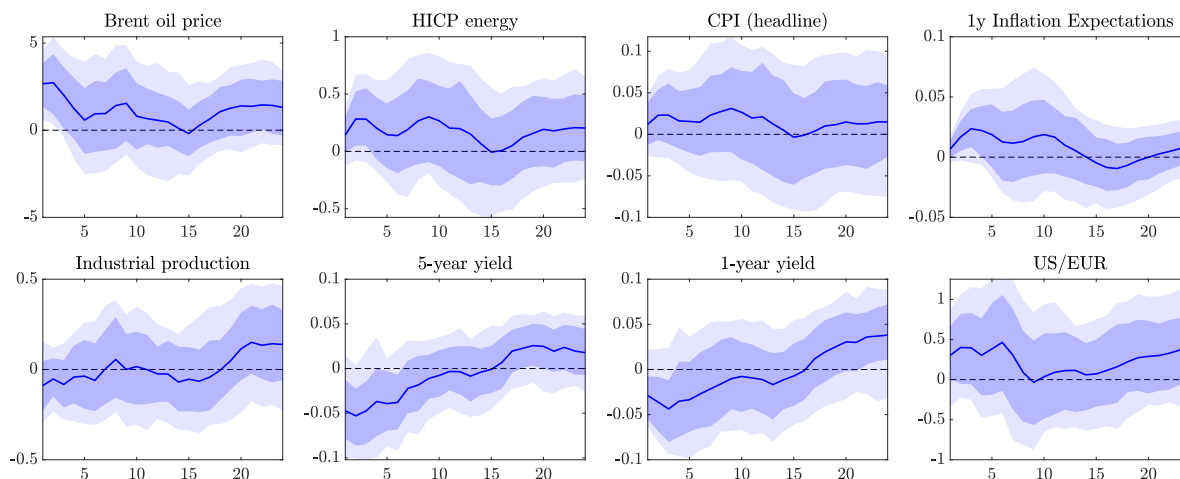 Brent oil price
HICP energy
CPI (headline)
1y Inflation Expectations
5
0
-5
5 10 15 20
1
0.5
0
-0.5
5 10 15 20
0.1
0.05
0
-0.05
-0.1
5 10 15 20
0.1
0.05
0
-0.05
5 10 15 20
Industrial production
5-year yield
1-year yield
US/EUR
0.5
0
-0.5
5 10 15 20
0.1
0.05
0
-0.05
-0.1
5 10 15 20
0.1
0.05
0
-0.05
-0.1
5 10 15 20
1
0.5
0
-0.5
-1
5 10 15 20